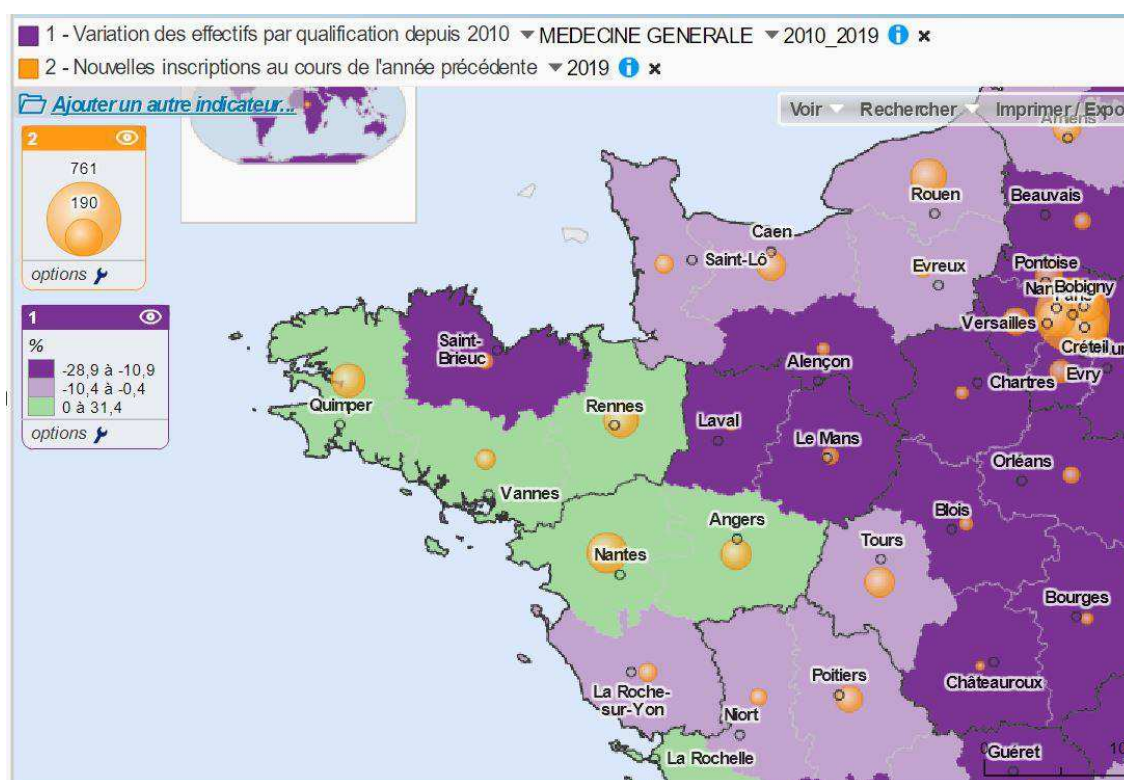 1 - Variation des effectifs par qualification depuis 2010 MEDECINE GENERALE 2010_2019
2 - Nouvelles inscriptions au cours de l'année précédente 2019
Ajouter un autre indicateur...
Voir Rechercher Imprimer / Expo
2
761
190
options
1
%
-28,9 à -10,9
-10,4 à -0,4
0 à 31,4
options
Amiens
Rouen
Beauvais
Caen
Saint-Lô
Evreux
Pontoise
Bobigny
Versailles
Créteil
Saint-
Brieuc
Alençon
Chartres
Evry
Quimper
Rennes
Laval
Le Mans
Orléans
Vannes
Blois
Angers
Nantes
Tours
Bourges
La Roche-
sur-Yon
Poitiers
Châteauroux
Niort
La Rochelle
Guéret
0